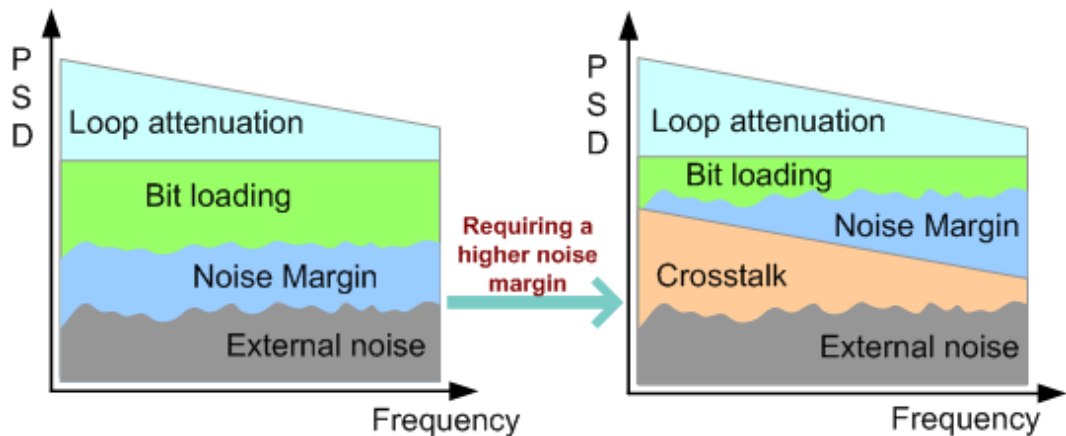 P
S
D
Loop attenuation
Bit loading
Noise Margin
External noise
Frequency
Requiring a
higher noise
margin
P
S
D
Loop attenuation
Bit loading
Noise Margin
Crosstalk
External noise
Frequency